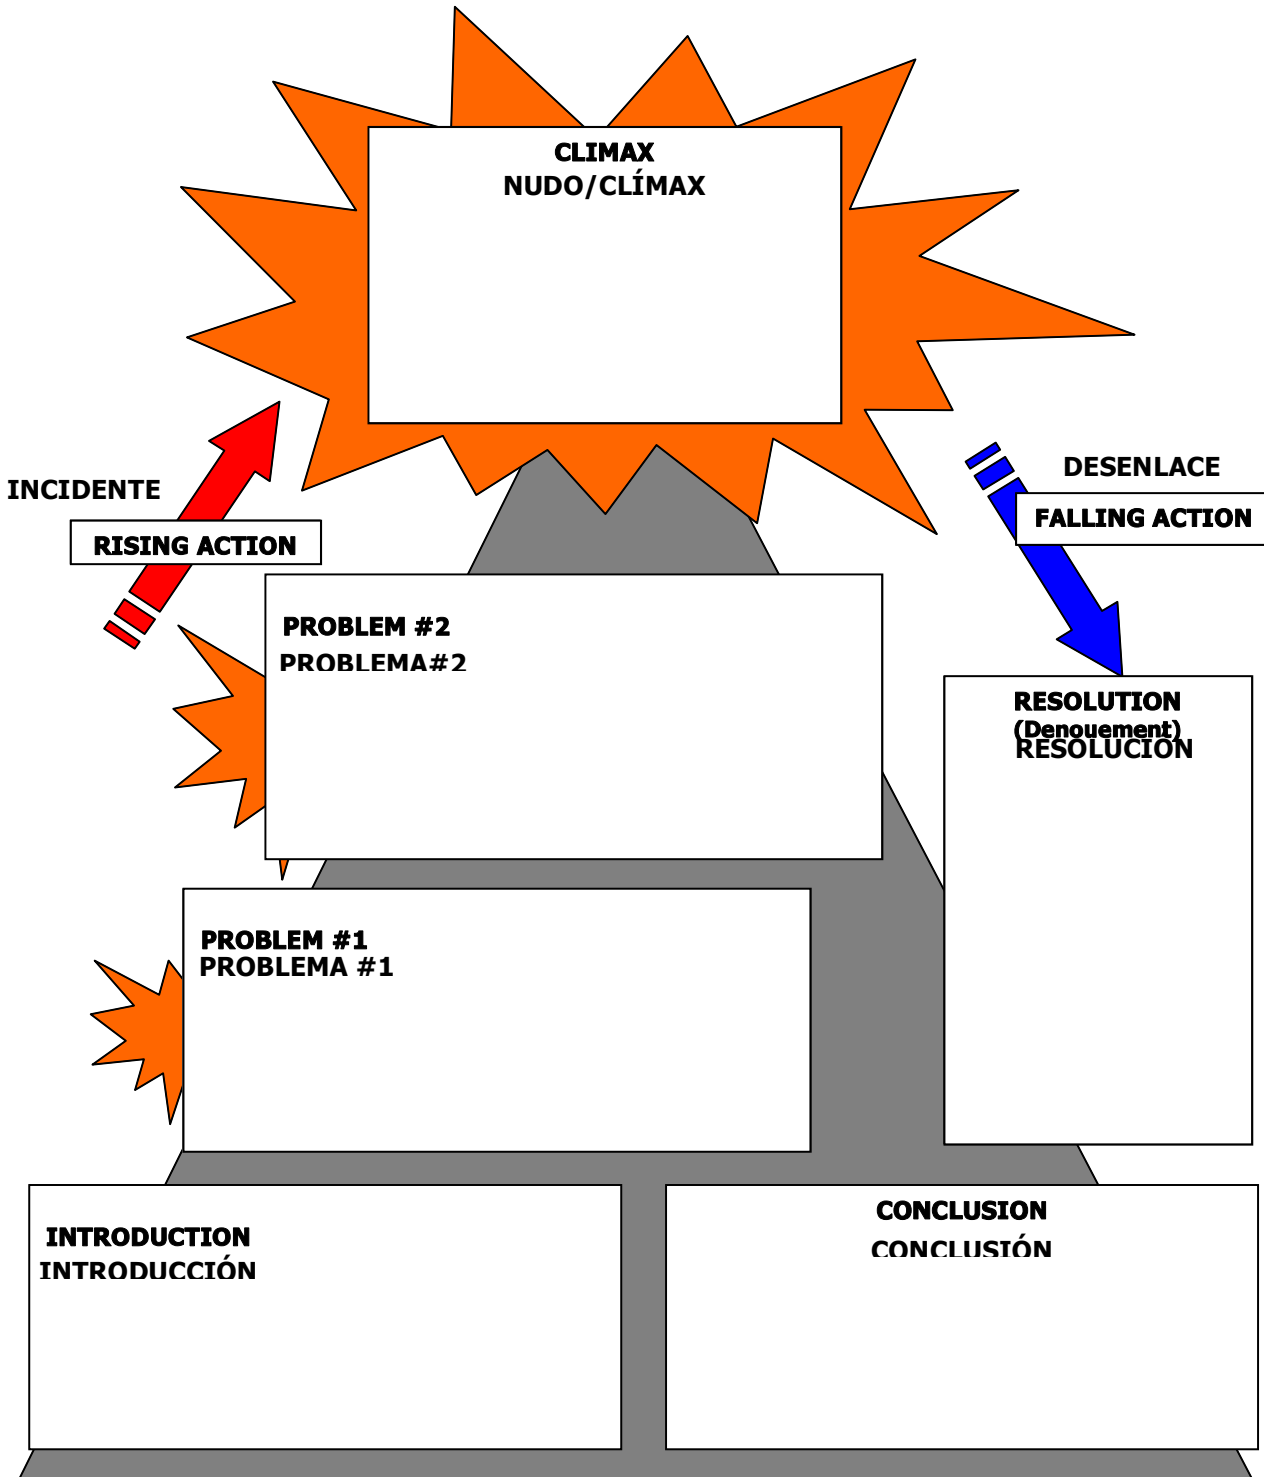 CLIMAX
NUDO/CLÍMAX
INCIDENTE
RISING ACTION
DESENLACE
FALLING ACTION
PROBLEM #2
PROBLEMA#2
RESOLUTION
(Denouement)
RESOLUCIÓN
PROBLEM #1
PROBLEMA #1
INTRODUCTION
INTRODUCCIÓN
CONCLUSION
CONCLUSIÓN